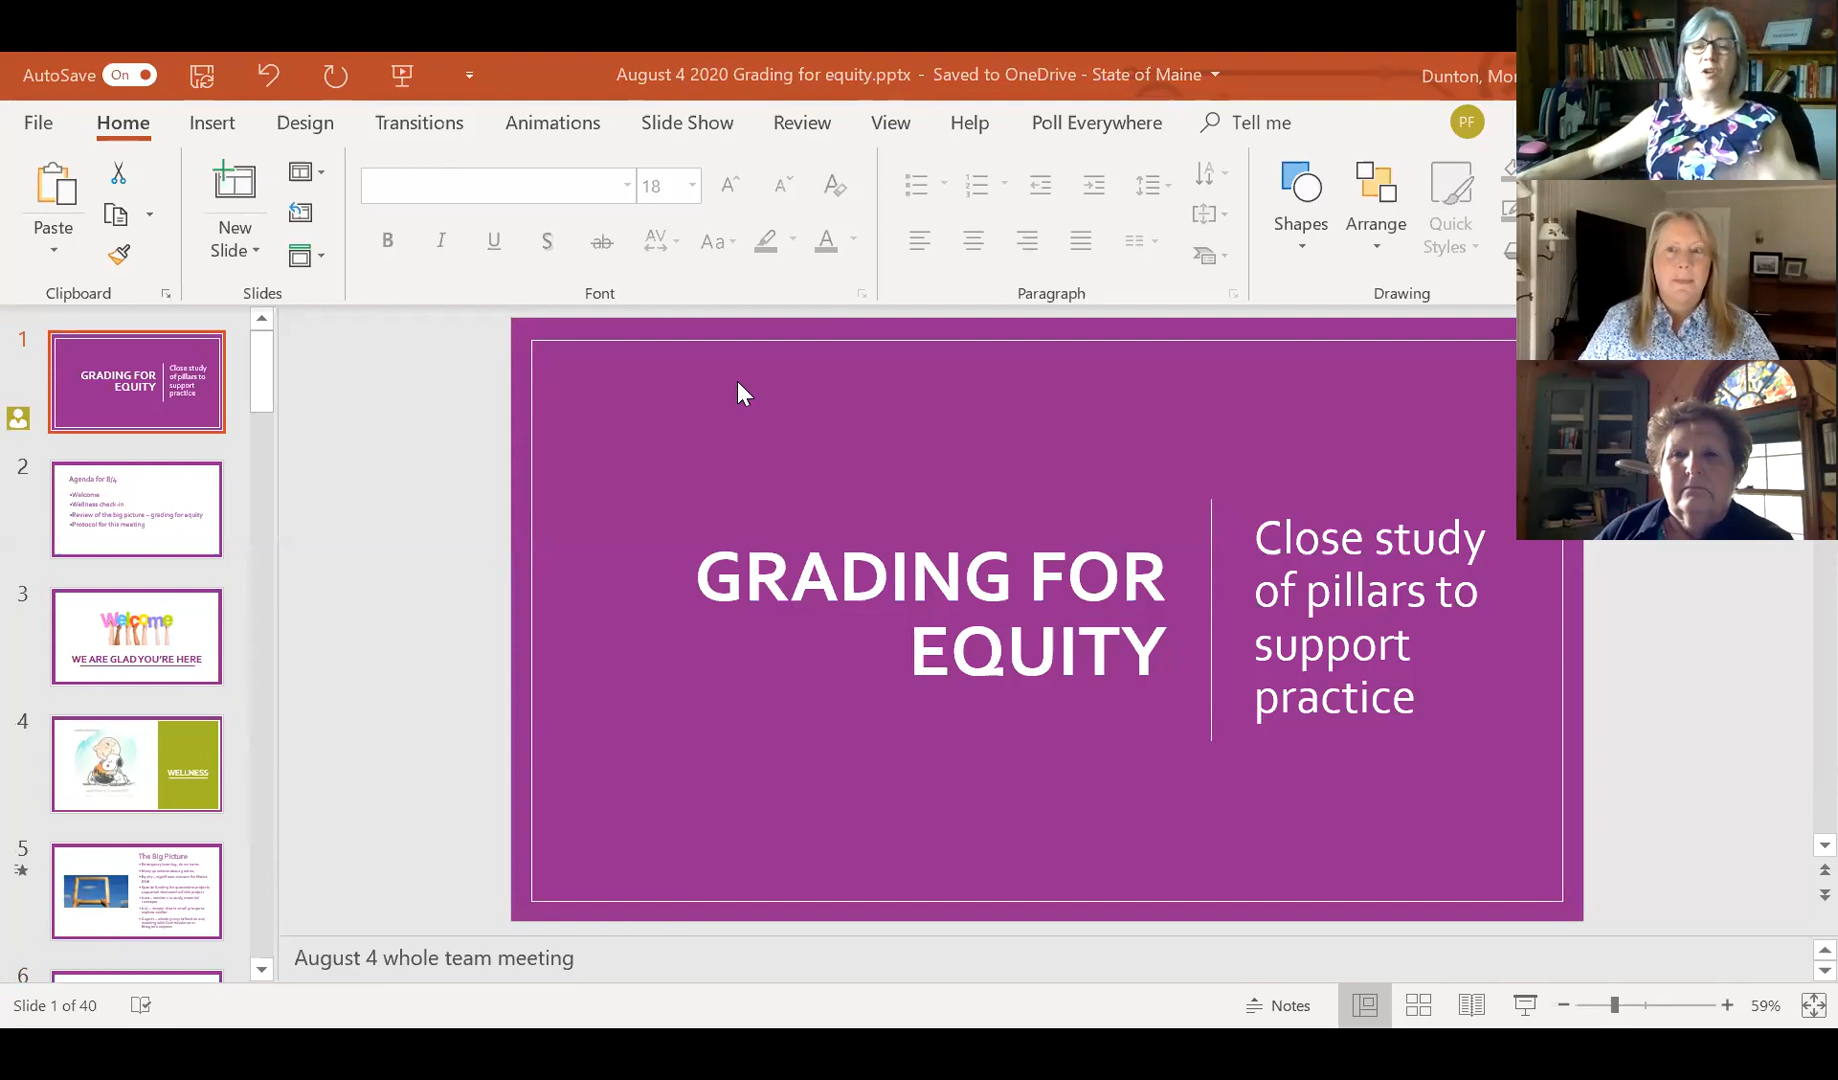 AutoSave On
August 4 2020 Grading for equity.pptx - Saved to OneDrive - State of Maine
Dunton, Mor
File Home Insert Design Transitions Animations Slide Show Review View Help Poll Everywhere Tell me
PF
Paste
New
Slide
18
B I U S ab AV Aa A
Shapes Arrange Quick
Styles
Clipboard Slides Font Paragraph Drawing
1
GRADING FOR
EQUITY
Close study
of pillars to
support
practice
2
Agenda for 8/4
•Welcome
•Wellness check-in
•Review of the big picture – grading for equity
•Protocol for this meeting
3
Welcome
WE ARE GLAD YOU'RE HERE
4
WELLNESS
5
The Big Picture
6
GRADING FOR
EQUITY
Close study
of pillars to
support
practice
August 4 whole team meeting
Slide 1 of 40
Notes
59%